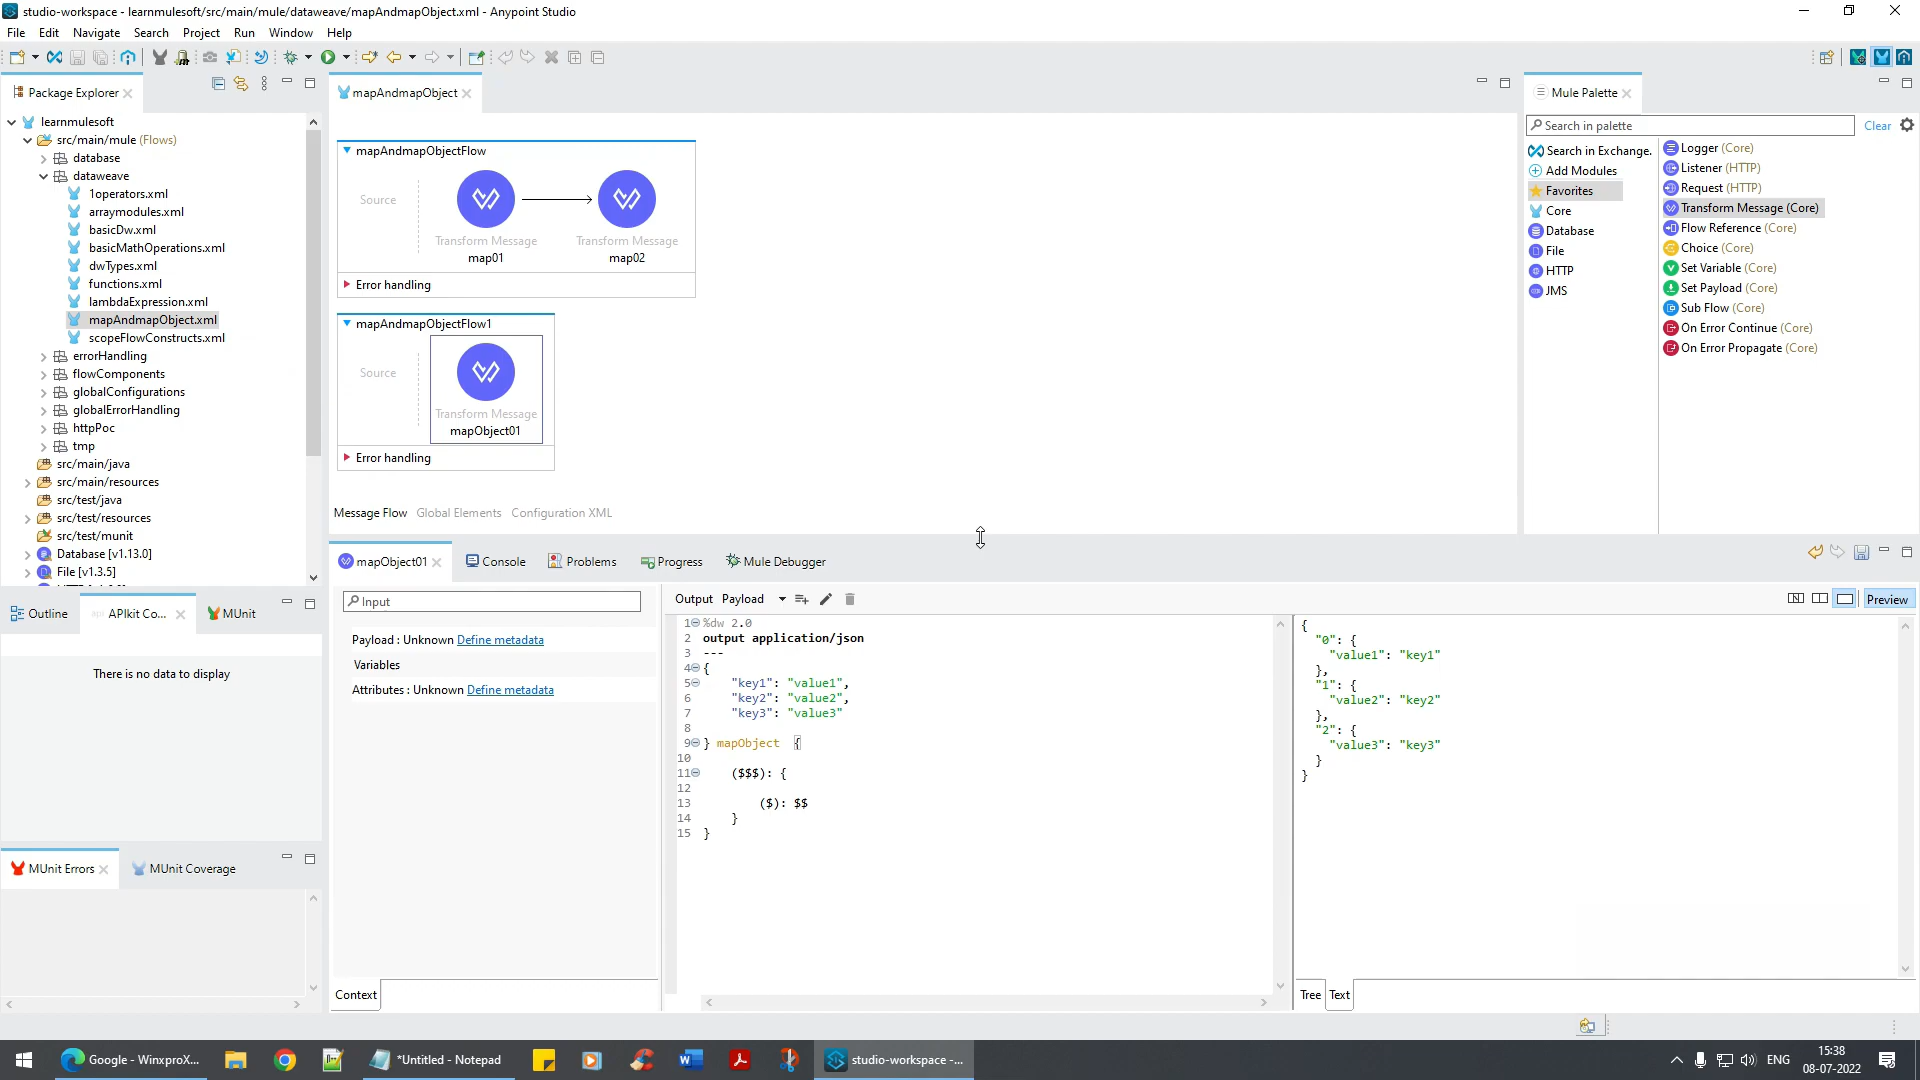 studio-workspace - learnmulesoft/src/main/mule/dataweave/mapAndmapObject.xml - Anypoint Studio
File Edit Navigate Search Project Run Window Help
Package Explorer
learnmulesoft
src/main/mule (Flows)
database
dataweave
1operators.xml
arraymodules.xml
basicDw.xml
basicMathOperations.xml
dwTypes.xml
functions.xml
lambdaExpression.xml
mapAndmapObject.xml
scopeFlowConstructs.xml
errorHandling
flowComponents
globalConfigurations
globalErrorHandling
httpPoc
tmp
src/main/java
src/main/resources
src/test/java
src/test/resources
src/test/munit
Database [v1.13.0]
File [v1.3.5]
Outline
APIkit Co...
MUnit
There is no data to display
MUnit Errors
MUnit Coverage
mapAndmapObject
mapAndmapObjectFlow
Source
Transform Message
map01
Transform Message
map02
Error handling
mapAndmapObjectFlow1
Source
Transform Message
mapObject01
Error handling
Message Flow Global Elements Configuration XML
Mule Palette
Search in palette
Clear
Search in Exchange.
Add Modules
Favorites
Core
Database
File
HTTP
JMS
Logger (Core)
Listener (HTTP)
Request (HTTP)
Transform Message (Core)
Flow Reference (Core)
Choice (Core)
Set Variable (Core)
Set Payload (Core)
Sub Flow (Core)
On Error Continue (Core)
On Error Propagate (Core)
mapObject01
Console
Problems
Progress
Mule Debugger
Input
Payload : Unknown Define metadata
Variables
Attributes : Unknown Define metadata
Context
Output Payload
Preview
1 %dw 2.0
2 output application/json
3 ---
4 {
5 "key1": "value1",
6 "key2": "value2",
7 "key3": "value3"
8
9 } mapObject {
10
11 ($$$): {
12
13 ($): $$
14 }
15 }
{
"0": {
"value1": "key1"
},
"1": {
"value2": "key2"
},
"2": {
"value3": "key3"
}
}
Tree Text
Google - WinxproX...
*Untitled - Notepad
studio-workspace -...
ENG
15:38
08-07-2022